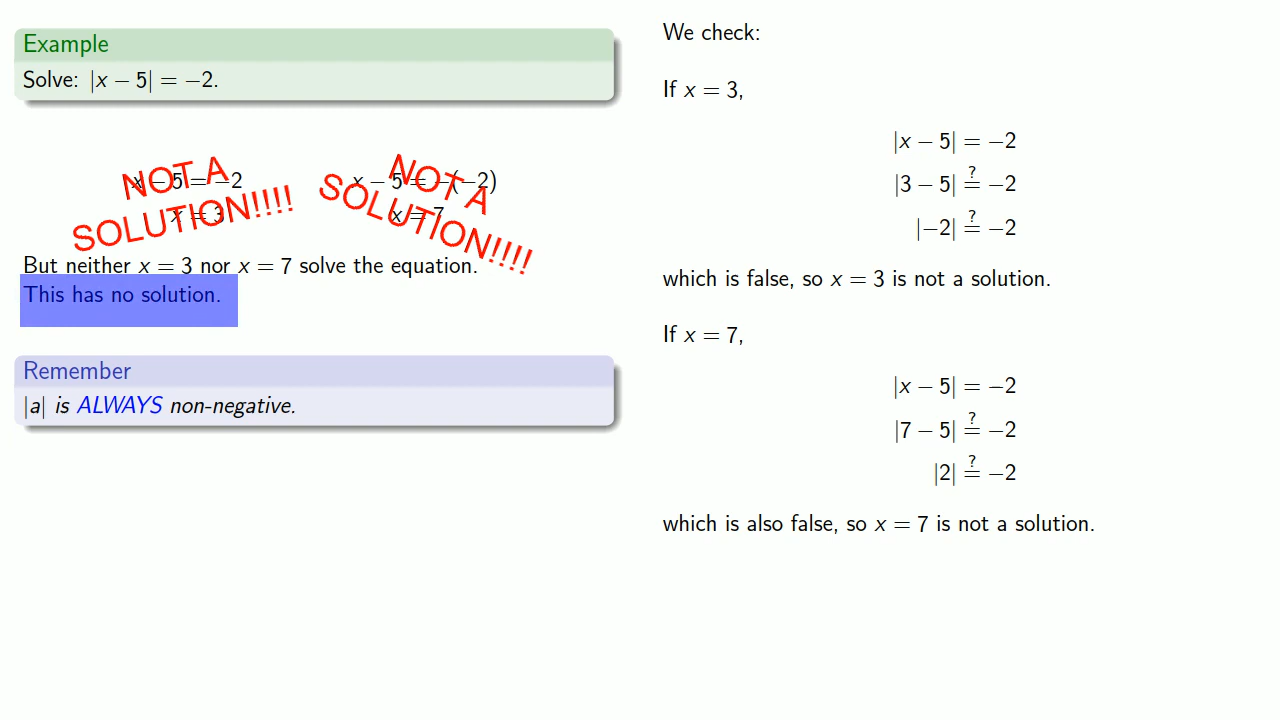 Example
Solve: |x − 5| = −2.
x − 5 = −2
x = 3
NOT A
SOLUTION!!!!
x − 5 = −(−2)
x = 7
NOT A
SOLUTION!!!!
But neither x = 3 nor x = 7 solve the equation.
This has no solution.
Remember
|a| is ALWAYS non-negative.
We check:
If x = 3,
|x − 5| = −2
|3 − 5| ≟ −2
|−2| ≟ −2
which is false, so x = 3 is not a solution.
If x = 7,
|x − 5| = −2
|7 − 5| ≟ −2
|2| ≟ −2
which is also false, so x = 7 is not a solution.